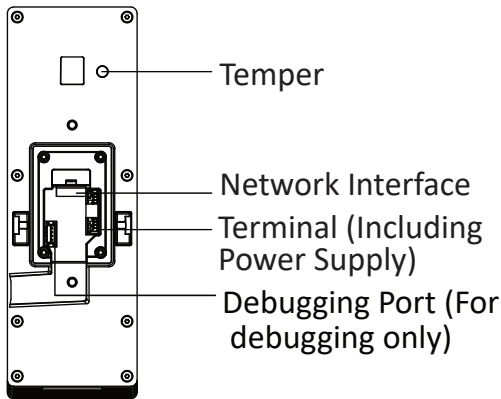 Temper
Network Interface
Terminal (Including
Power Supply)
Debugging Port (For
debugging only)